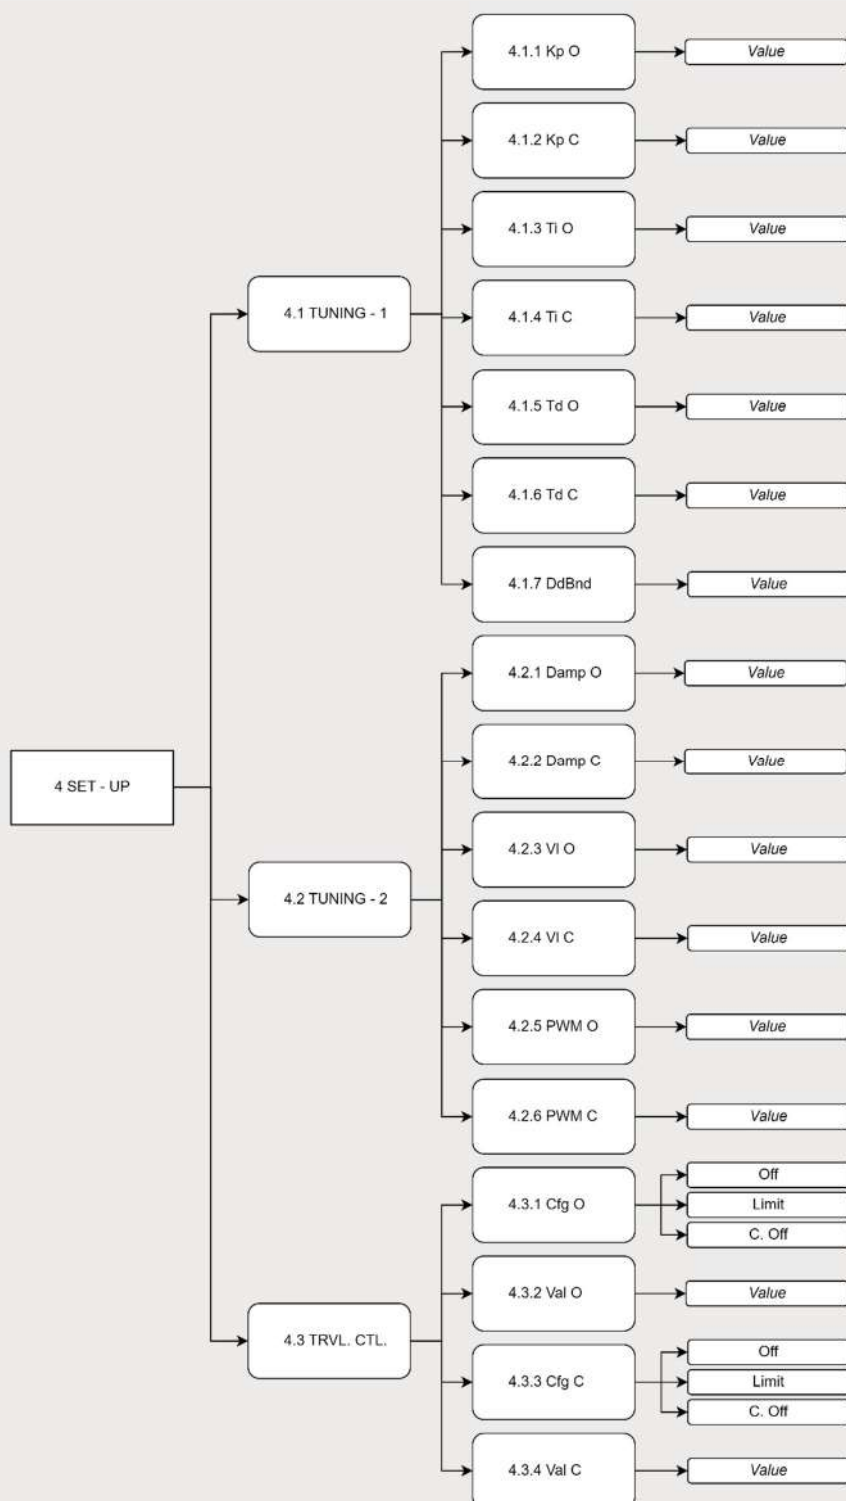 4.1.1 Kp O
Value
4.1.2 Kp C
Value
4.1.3 Ti O
Value
4.1 TUNING - 1
4.1.4 Ti C
Value
4.1.5 Td O
Value
4.1.6 Td C
Value
4.1.7 DdBnd
Value
4.2.1 Damp O
Value
4 SET - UP
4.2.2 Damp C
Value
4.2.3 VI O
Value
4.2 TUNING - 2
4.2.4 VI C
Value
4.2.5 PWM O
Value
4.2.6 PWM C
Value
4.3.1 Cfg O
Off
Limit
C. Off
4.3.2 Val O
Value
4.3 TRVL. CTL.
4.3.3 Cfg C
Off
Limit
C. Off
4.3.4 Val C
Value